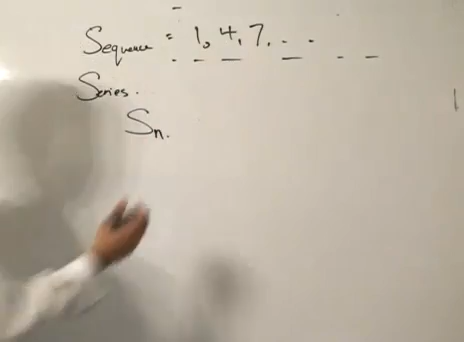 Sequence = 1, 4, 7, . .
Series.
Sn.